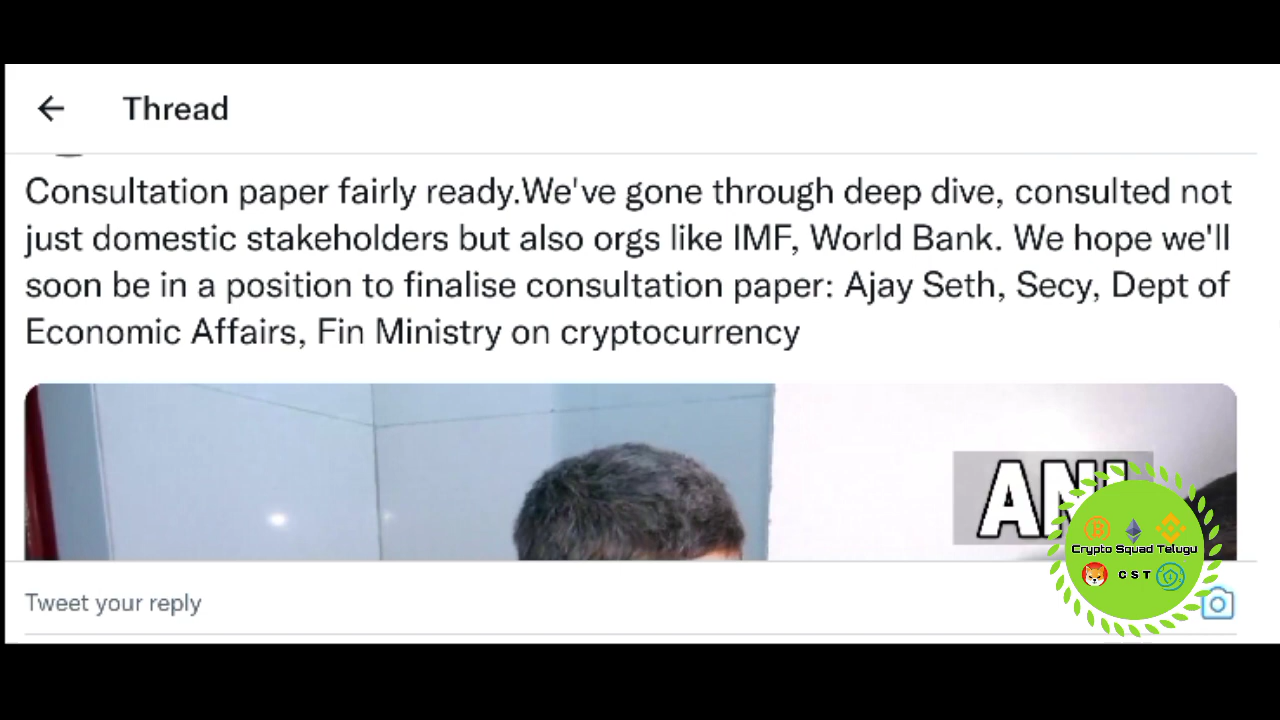 Thread
Consultation paper fairly ready.We've gone through deep dive, consulted not
just domestic stakeholders but also orgs like IMF, World Bank. We hope we'll
soon be in a position to finalise consultation paper: Ajay Seth, Secy, Dept of
Economic Affairs, Fin Ministry on cryptocurrency
Crypto Squad Telugu
CST
Tweet your reply